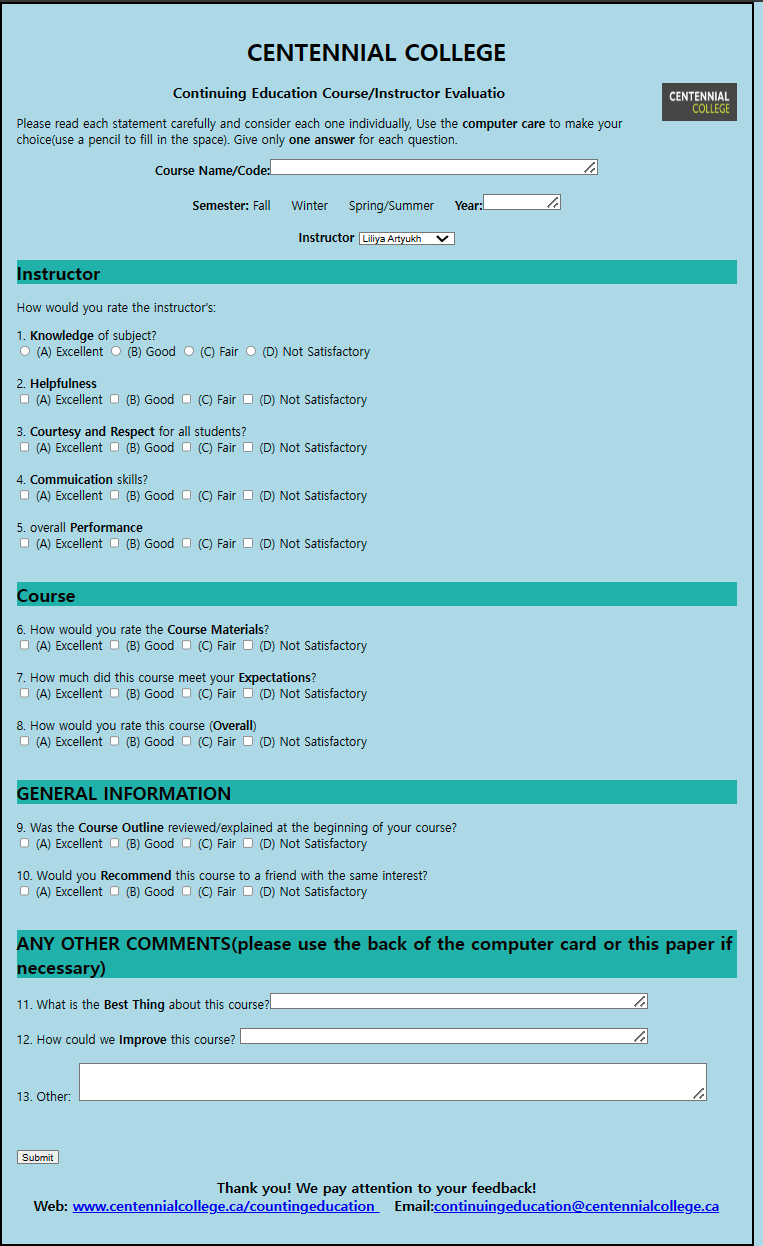 CENTENNIAL COLLEGE
Continuing Education Course/Instructor Evaluatio
CENTENNIAL
COLLEGE
Please read each statement carefully and consider each one individually, Use the computer care to make your
choice(use a pencil to fill in the space). Give only one answer for each question.
Course Name/Code:
Semester: Fall Winter Spring/Summer Year:
Instructor Liliya Artyukh
Instructor
How would you rate the instructor's:
1. Knowledge of subject?
(A) Excellent (B) Good (C) Fair (D) Not Satisfactory
2. Helpfulness
(A) Excellent (B) Good (C) Fair (D) Not Satisfactory
3. Courtesy and Respect for all students?
(A) Excellent (B) Good (C) Fair (D) Not Satisfactory
4. Commuication skills?
(A) Excellent (B) Good (C) Fair (D) Not Satisfactory
5. overall Performance
(A) Excellent (B) Good (C) Fair (D) Not Satisfactory
Course
6. How would you rate the Course Materials?
(A) Excellent (B) Good (C) Fair (D) Not Satisfactory
7. How much did this course meet your Expectations?
(A) Excellent (B) Good (C) Fair (D) Not Satisfactory
8. How would you rate this course (Overall)
(A) Excellent (B) Good (C) Fair (D) Not Satisfactory
GENERAL INFORMATION
9. Was the Course Outline reviewed/explained at the beginning of your course?
(A) Excellent (B) Good (C) Fair (D) Not Satisfactory
10. Would you Recommend this course to a friend with the same interest?
(A) Excellent (B) Good (C) Fair (D) Not Satisfactory
ANY OTHER COMMENTS(please use the back of the computer card or this paper if
necessary)
11. What is the Best Thing about this course?
12. How could we Improve this course?
13. Other:
Submit
Thank you! We pay attention to your feedback!
Web: www.centennialcollege.ca/countingeducation Email:continuingeducation@centennialcollege.ca